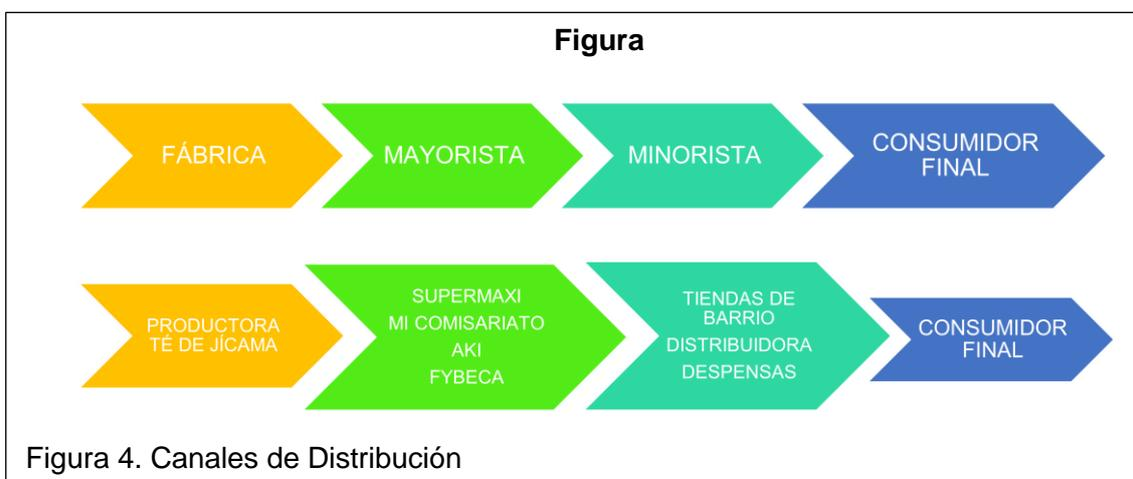 Figura
FÁBRICA
MAYORISTA
MINORISTA
CONSUMIDOR
FINAL
PRODUCTORA
TÉ DE JÍCAMA
SUPERMAXI
MI COMISARIATO
AKI
FYBECA
TIENDAS DE
BARRIO
DISTRIBUIDORA
DESPENSAS
CONSUMIDOR
FINAL
Figura 4. Canales de Distribución